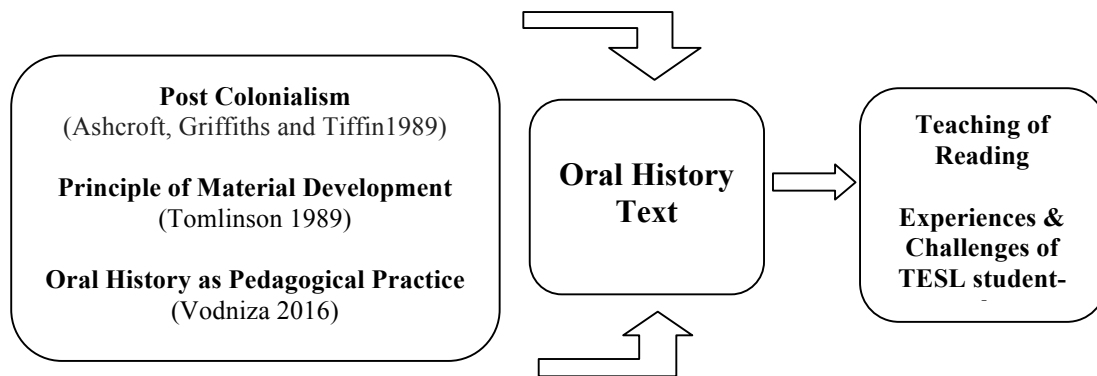 Post Colonialism
(Ashcroft, Griffiths and Tiffin1989)
Principle of Material Development
(Tomlinson 1989)
Oral History as Pedagogical Practice
(Vodniza 2016)
Oral History
Text
Teaching of
Reading
Experiences &
Challenges of
TESL student-